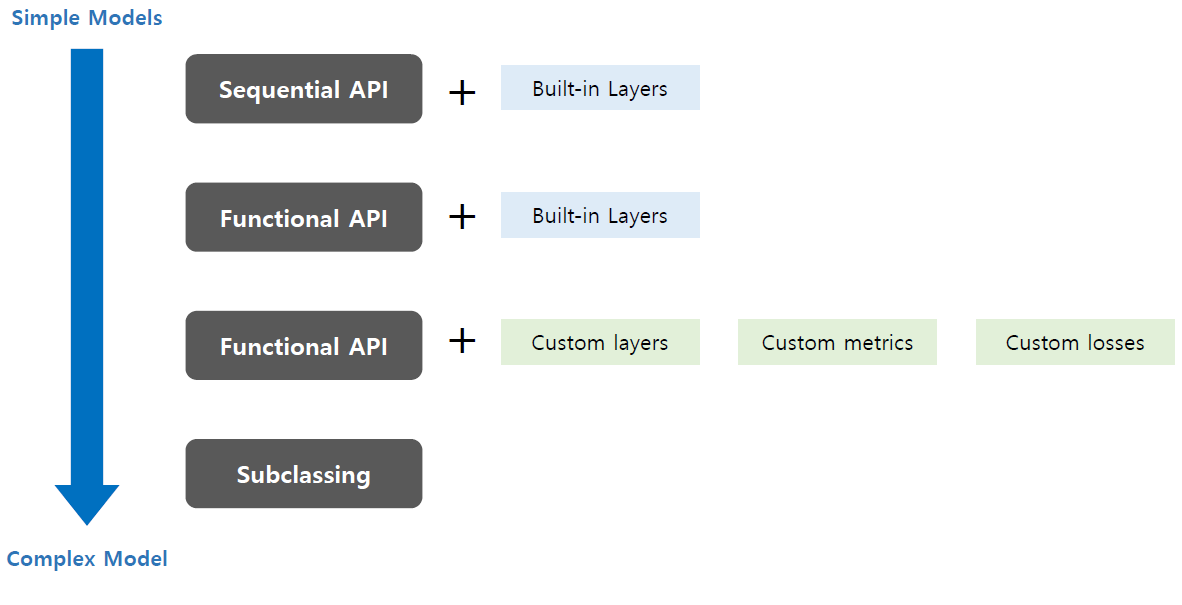 Simple Models
Sequential API + Built-in Layers
Functional API + Built-in Layers
Functional API + Custom layers Custom metrics Custom losses
Subclassing
Complex Model